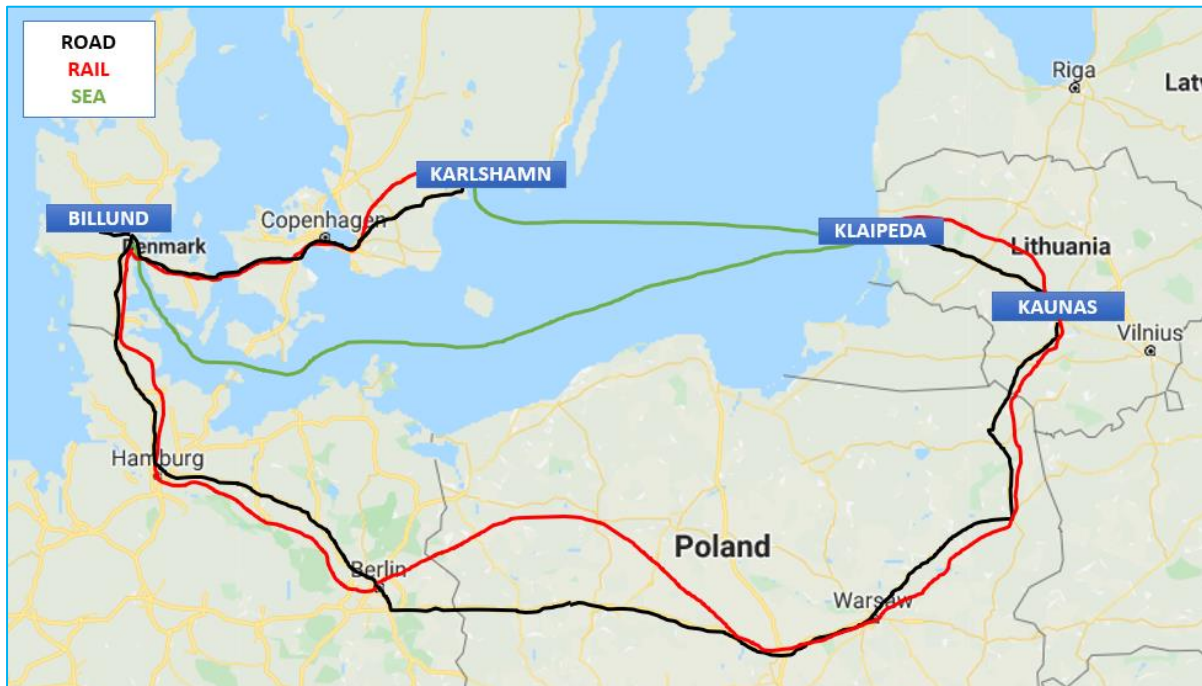 ROAD
RAIL
SEA
Riga
Latv
KARLSHAMN
BILLUND
Copenhagen
KLAIPEDA
Denmark
Lithuania
KAUNAS
Vilnius
Hamburg
Poland
Berlin
Warsaw